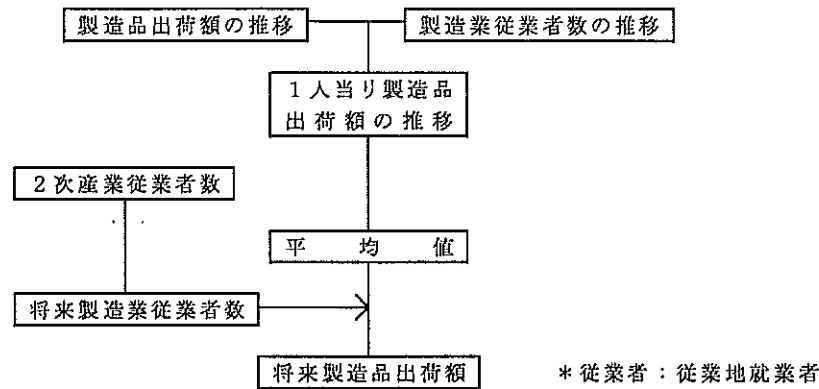 製造品出荷額の推移
製造業従業者数の推移
1人当り製造品
出荷額の推移
2次産業従業者数
平均値
将来製造業従業者数
将来製造品出荷額
*従業者：従業地就業者